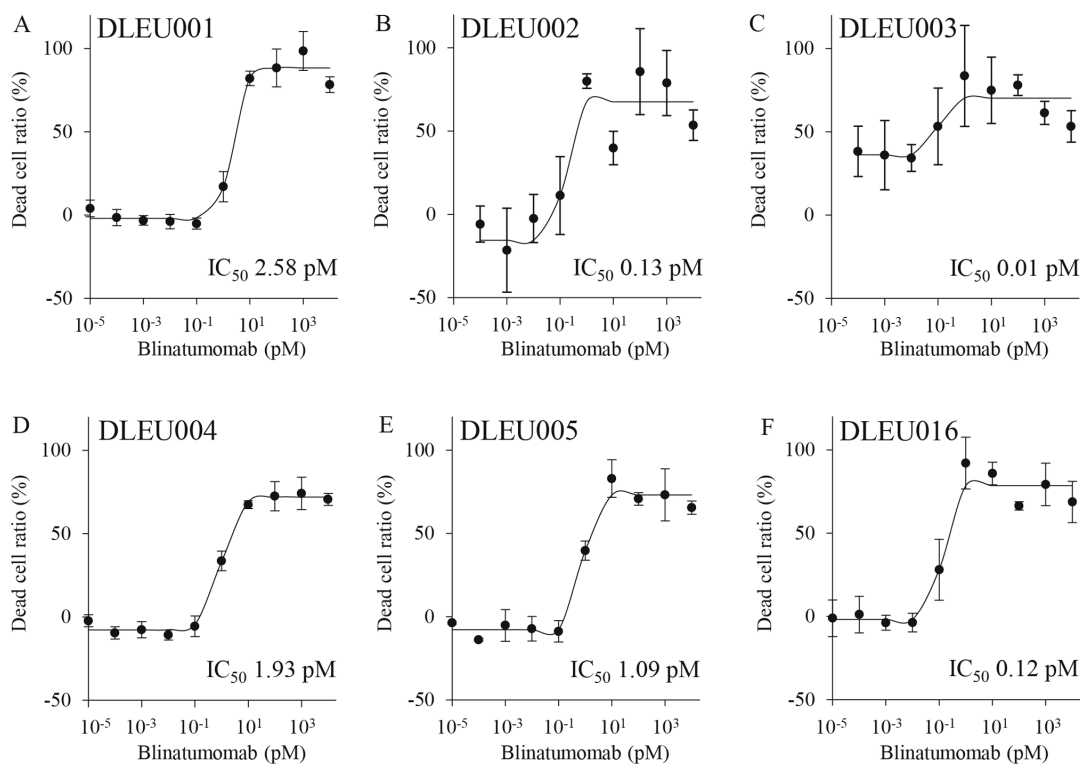 A
DLEU001
Dead cell ratio (%)
100
50
0
-50
IC50 2.58 pM
10-5 10-3 10-1 101 103
Blinatumomab (pM)
B
DLEU002
Dead cell ratio (%)
100
50
0
-50
IC50 0.13 pM
10-5 10-3 10-1 101 103
Blinatumomab (pM)
C
DLEU003
Dead cell ratio (%)
100
50
0
-50
IC50 0.01 pM
10-5 10-3 10-1 101 103
Blinatumomab (pM)
D
DLEU004
Dead cell ratio (%)
100
50
0
-50
IC50 1.93 pM
10-5 10-3 10-1 101 103
Blinatumomab (pM)
E
DLEU005
Dead cell ratio (%)
100
50
0
-50
IC50 1.09 pM
10-5 10-3 10-1 101 103
Blinatumomab (pM)
F
DLEU016
Dead cell ratio (%)
100
50
0
-50
IC50 0.12 pM
10-5 10-3 10-1 101 103
Blinatumomab (pM)